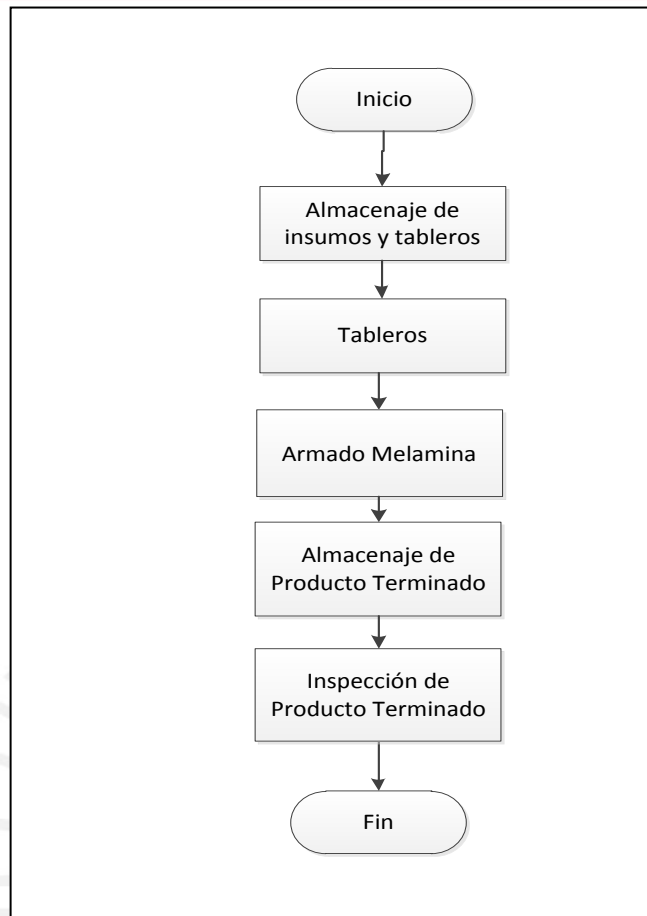 Inicio
Almacenaje de
insumos y tableros
Tableros
Armado Melamina
Almacenaje de
Producto Terminado
Inspección de
Producto Terminado
Fin